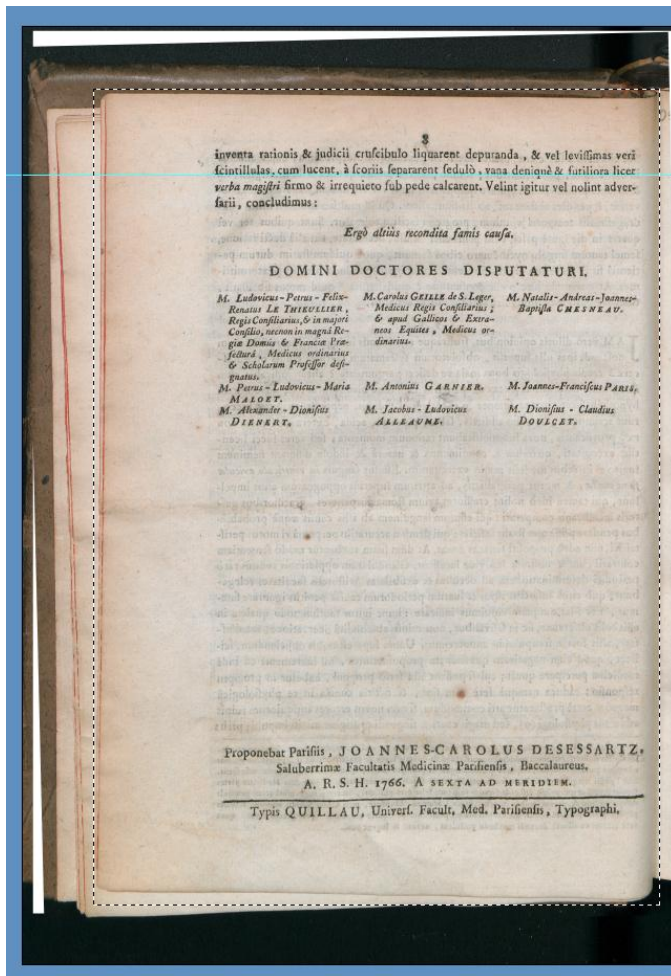 8
inventa rationis & judicii cruſcibulo liquarent depuranda, & vel leviſſimas veri
ſcintillulas, cum lucent, à ſcoriis ſepararent ſedulò, vana deniquè & futiliora licet
verba magiſtri firmo & irrequieto ſub pede calcarent. Velint igitur vel nolint adver-
ſarii, concludimus:
Ergò altiùs recondita famis cauſa.
DOMINI DOCTORES DISPUTATURI.
M. Ludovicus-Petrus-Felix-
Renatus LE THIEULLIER,
Regis Conſiliarius, & in majori
Conſilio, necnon in magnâ Re-
giæ Domûs & Franciæ Præ-
fecturâ, Medicus ordinarius
& Scholarum Profeſſor deſi-
gnatus.
M. Carolus GEILLE de S. Leger,
Medicus Regis Conſiliarius;
& apud Gallicos & Extra-
neos Equites, Medicus or-
dinarius.
M. Natalis-Andreas-Joannes-
Baptiſta CHESNEAU.
M. Petrus-Ludovicus-Maria
MALOET.
M. Antonius GARNIER.
M. Joannes-Franciſcus PARIS.
M. Alexander-Dioniſius
DIENERT.
M. Jacobus-Ludovicus
ALLEAUME.
M. Dioniſius-Claudius
DOULCET.
Proponebat Pariſiis, JOANNES-CAROLUS DESESSARTZ,
Saluberrimæ Facultatis Medicinæ Pariſienſis, Baccalaureus.
A. R. S. H. 1766. A SEXTA AD MERIDIEM.
Typis QUILLAU, Univerſ. Facult. Med. Pariſienſis, Typographi.